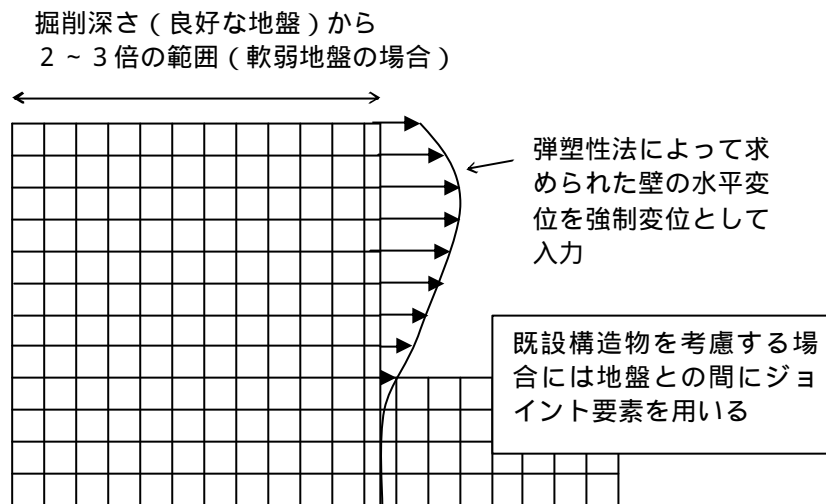 掘削深さ（良好な地盤）から
２～３倍の範囲（軟弱地盤の場合）
弾塑性法によって求
められた壁の水平変
位を強制変位として
入力
既設構造物を考慮する場
合には地盤との間にジョ
イント要素を用いる